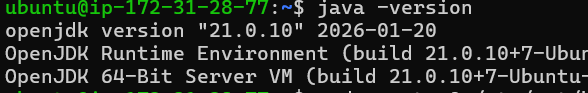 ubuntu@ip-172-31-28-77:~$ java -version
openjdk version "21.0.10" 2026-01-20
OpenJDK Runtime Environment (build 21.0.10+7-Ubun
OpenJDK 64-Bit Server VM (build 21.0.10+7-Ubuntu